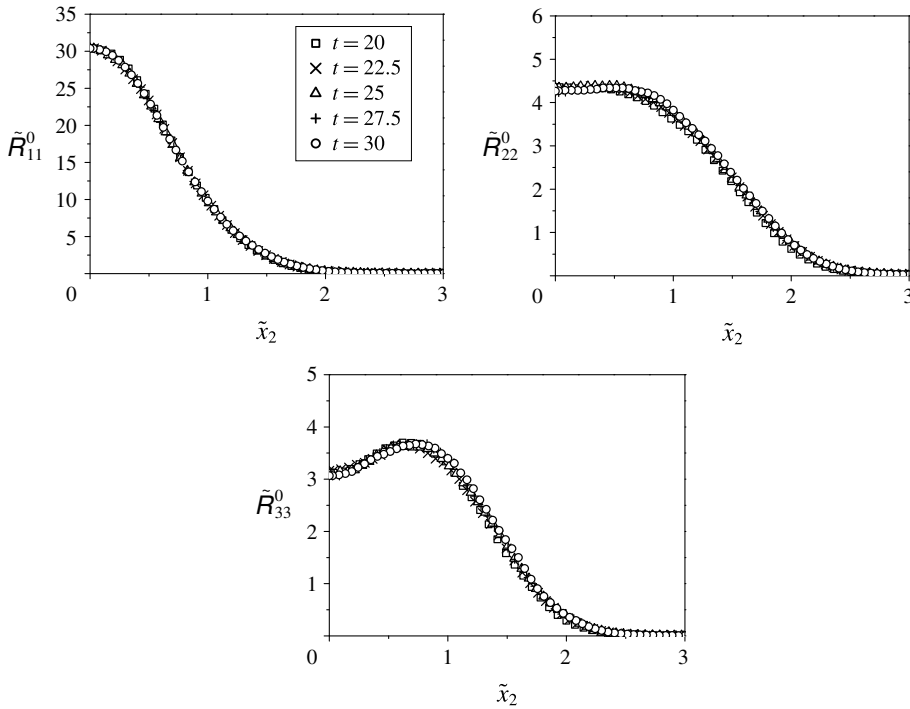 35
30
25
20
15
10
5
0 1 2 3
R̃⁰₁₁
x̃₂
t = 20
t = 22.5
t = 25
t = 27.5
t = 30
6
5
4
3
2
1
0 1 2 3
R̃⁰₂₂
x̃₂
5
4
3
2
1
0 1 2 3
R̃⁰₃₃
x̃₂